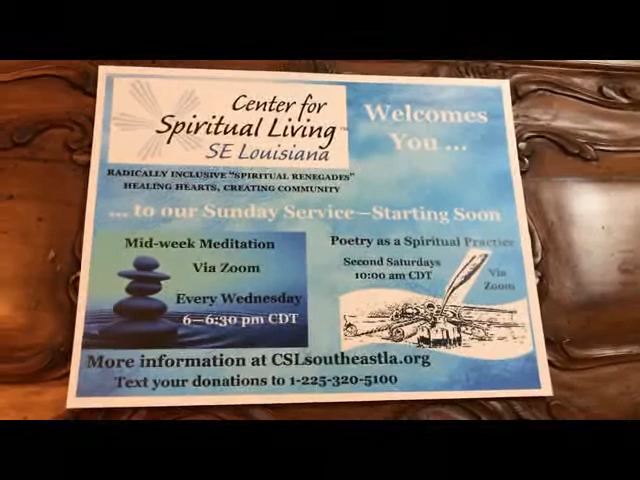 Center for
Spiritual Living™
SE Louisiana
Welcomes
You ...
RADICALLY INCLUSIVE "SPIRITUAL RENEGADES"
HEALING HEARTS, CREATING COMMUNITY
... to our Sunday Service—Starting Soon
Mid-week Meditation
Via Zoom
Every Wednesday
6—6:30 pm CDT
Poetry as a Spiritual Practice
Second Saturdays
10:00 am CDT
Via
Zoom
More information at CSLsoutheastla.org
Text your donations to 1-225-320-5100